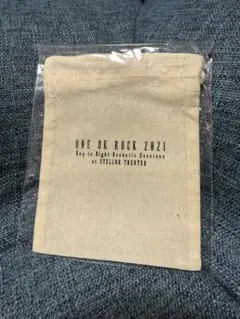 ONE OK ROCK 2021
Day to Night Acoustic Sessions
at STELLAR THEATER